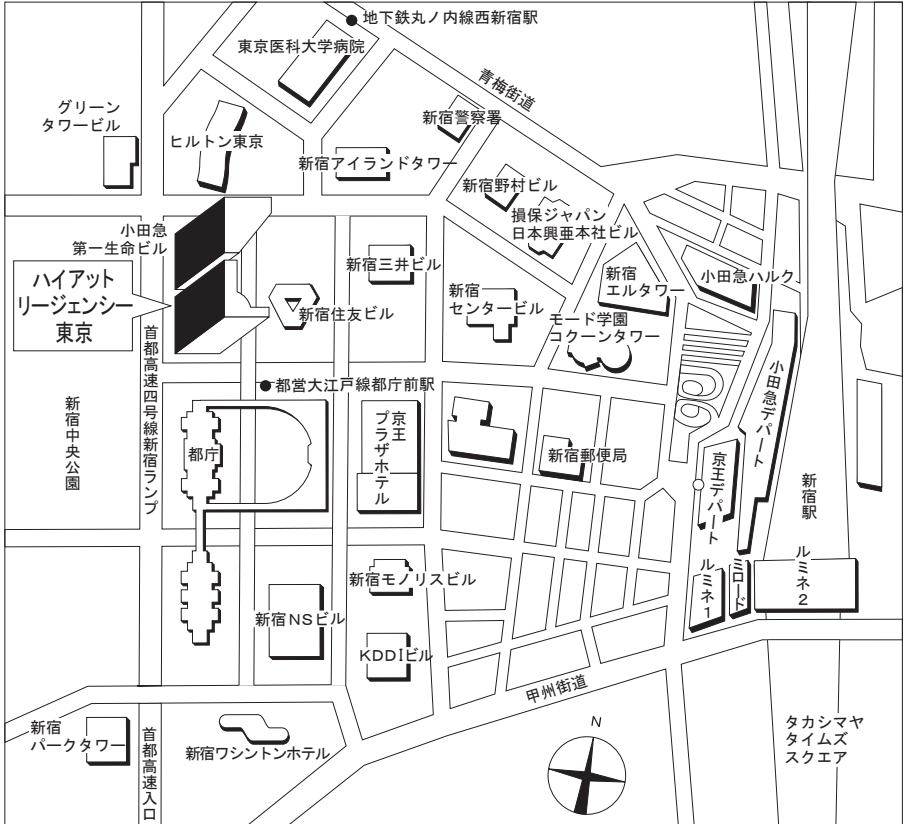 地下鉄丸ノ内線西新宿駅
東京医科大学病院
青梅街道
グリーン
タワービル
新宿警察署
ヒルトン東京
新宿アイランドタワー
新宿野村ビル
損保ジャパン
日本興亜本社ビル
小田急
第一生命ビル
新宿三井ビル
新宿
エルタワー
小田急ハルク
ハイアット
リージェンシー
東京
新宿住友ビル
新宿
センタービル
モード学園
コクーンタワー
首都高速四号線新宿ランプ
小田急デパート
都営大江戸線都庁前駅
新宿中央公園
都庁
京王
プラザホテル
新宿郵便局
京王デパート
新宿駅
ルミネ1
ミロード
ルミネ2
新宿モノリスビル
新宿NSビル
KDDIビル
甲州街道
新宿
パークタワー
首都高速入口
新宿ワシントンホテル
N
タカシマヤ
タイムズ
スクエア